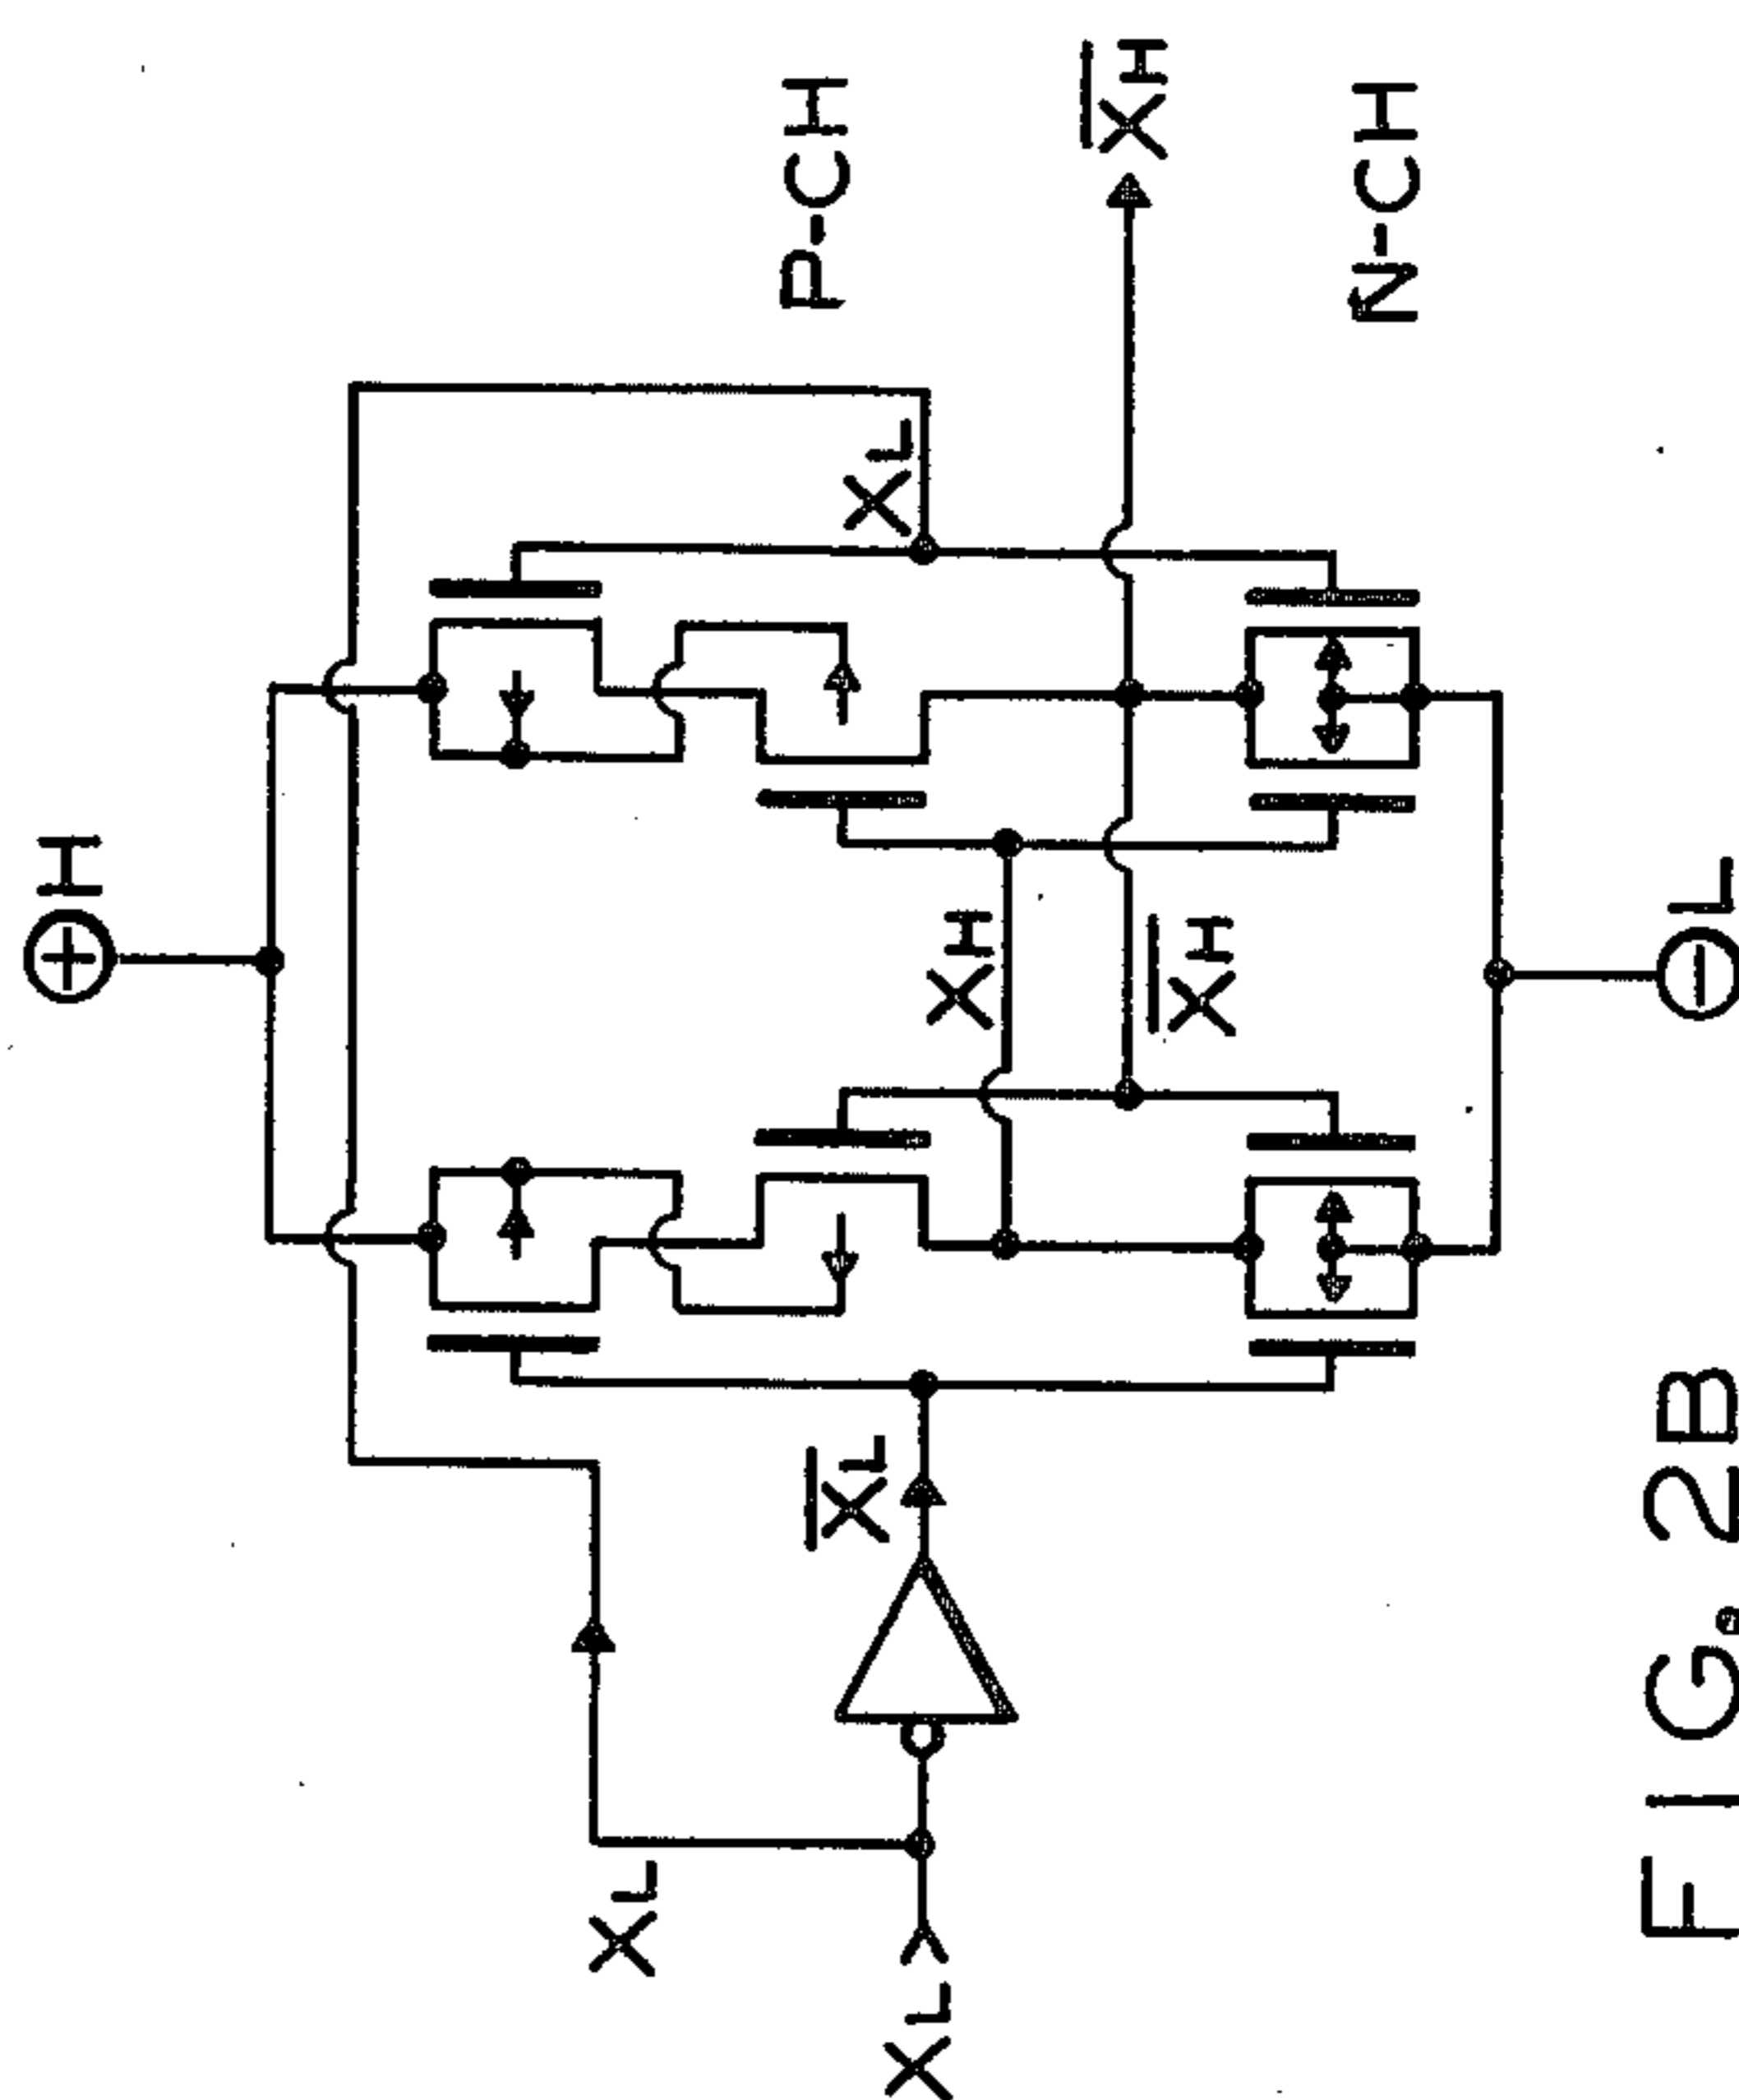 ⊕H
XL
P-CH
X̅L
XL
XL
XH
X̅H
X̅H
N-CH
FIG. 2B
⊖L